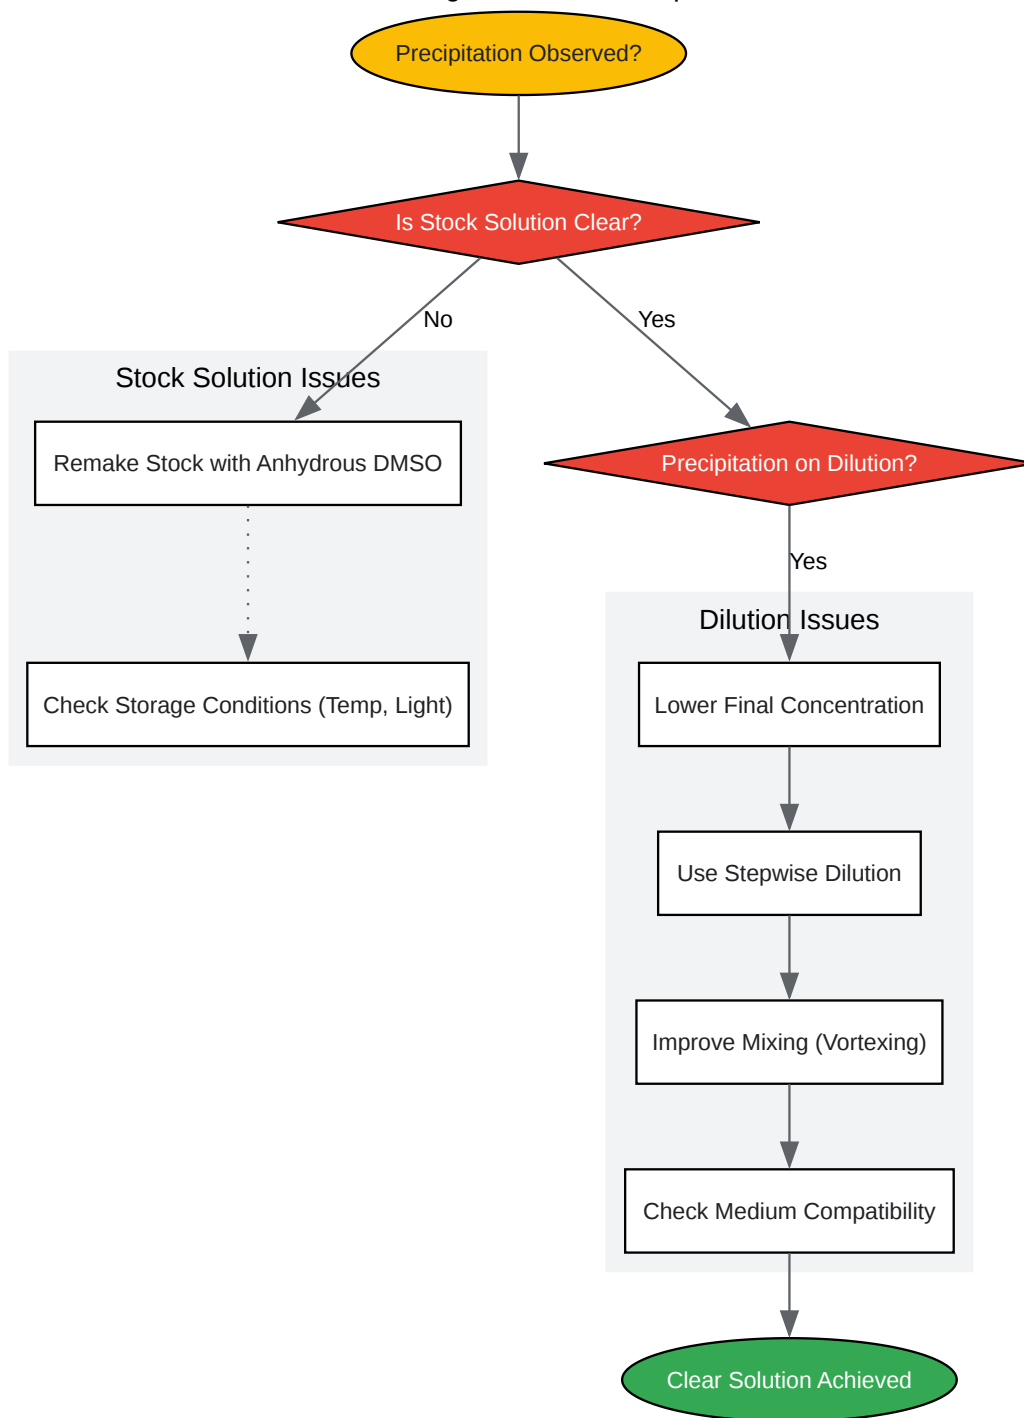 Precipitation Observed?
Is Stock Solution Clear?
No
Yes
Stock Solution Issues
Remake Stock with Anhydrous DMSO
Precipitation on Dilution?
Yes
Dilution Issues
Check Storage Conditions (Temp, Light)
Lower Final Concentration
Use Stepwise Dilution
Improve Mixing (Vortexing)
Check Medium Compatibility
Clear Solution Achieved